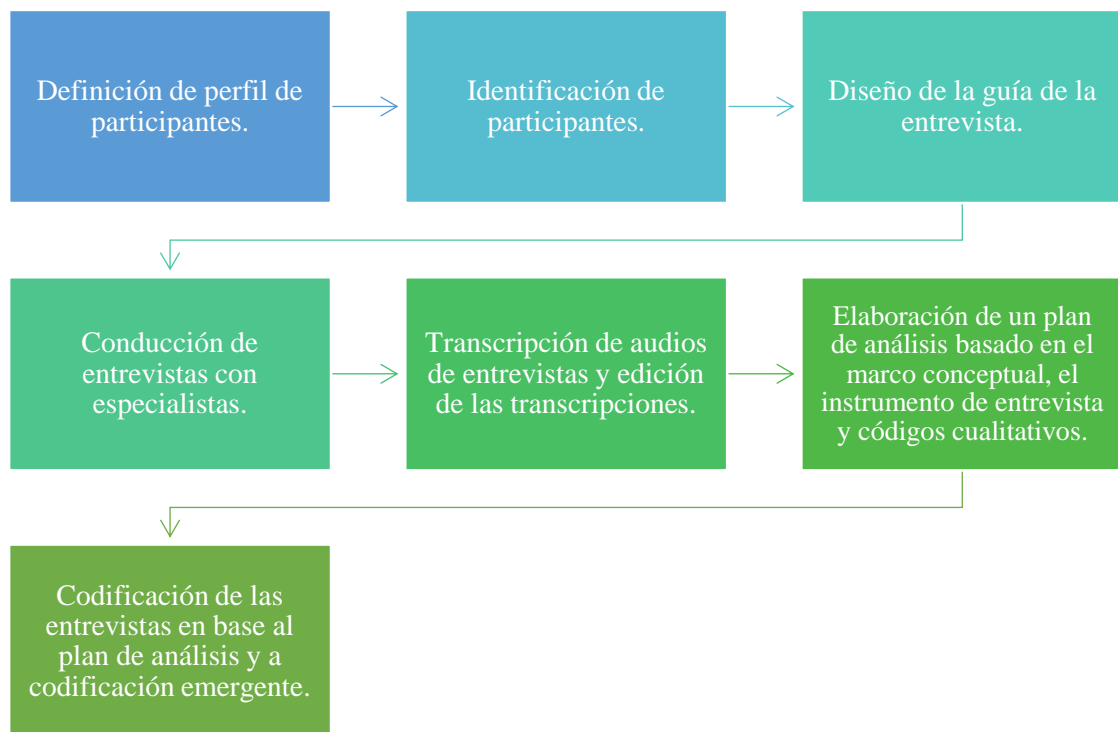 Definición de perfil de
participantes.
Identificación de
participantes.
Diseño de la guía de la
entrevista.
Conducción de
entrevistas con
especialistas.
Transcripción de audios
de entrevistas y edición
de las transcripciones.
Elaboración de un plan
de análisis basado en el
marco conceptual, el
instrumento de entrevista
y códigos cualitativos.
Codificación de las
entrevistas en base al
plan de análisis y a
codificación emergente.